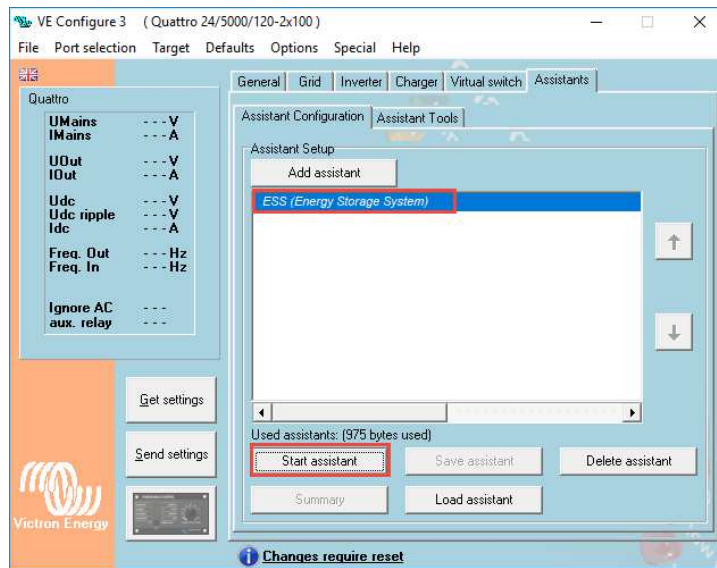 VE Configure 3 ( Quattro 24/5000/120-2x100 )
File Port selection Target Defaults Options Special Help
General Grid Inverter Charger Virtual switch Assistants
Quattro
UMains - - - V
IMains - - - A
UOut - - - V
IOut - - - A
Udc - - - V
Udc ripple - - - V
Idc - - - A
Freq. Out - - - Hz
Freq. In - - - Hz
Ignore AC - - -
aux. relay - - -
Get settings
Send settings
Victron Energy
Assistant Configuration Assistant Tools
Assistant Setup
Add assistant
ESS (Energy Storage System)
Used assistants: (975 bytes used)
Start assistant Save assistant Delete assistant
Summary Load assistant
Changes require reset